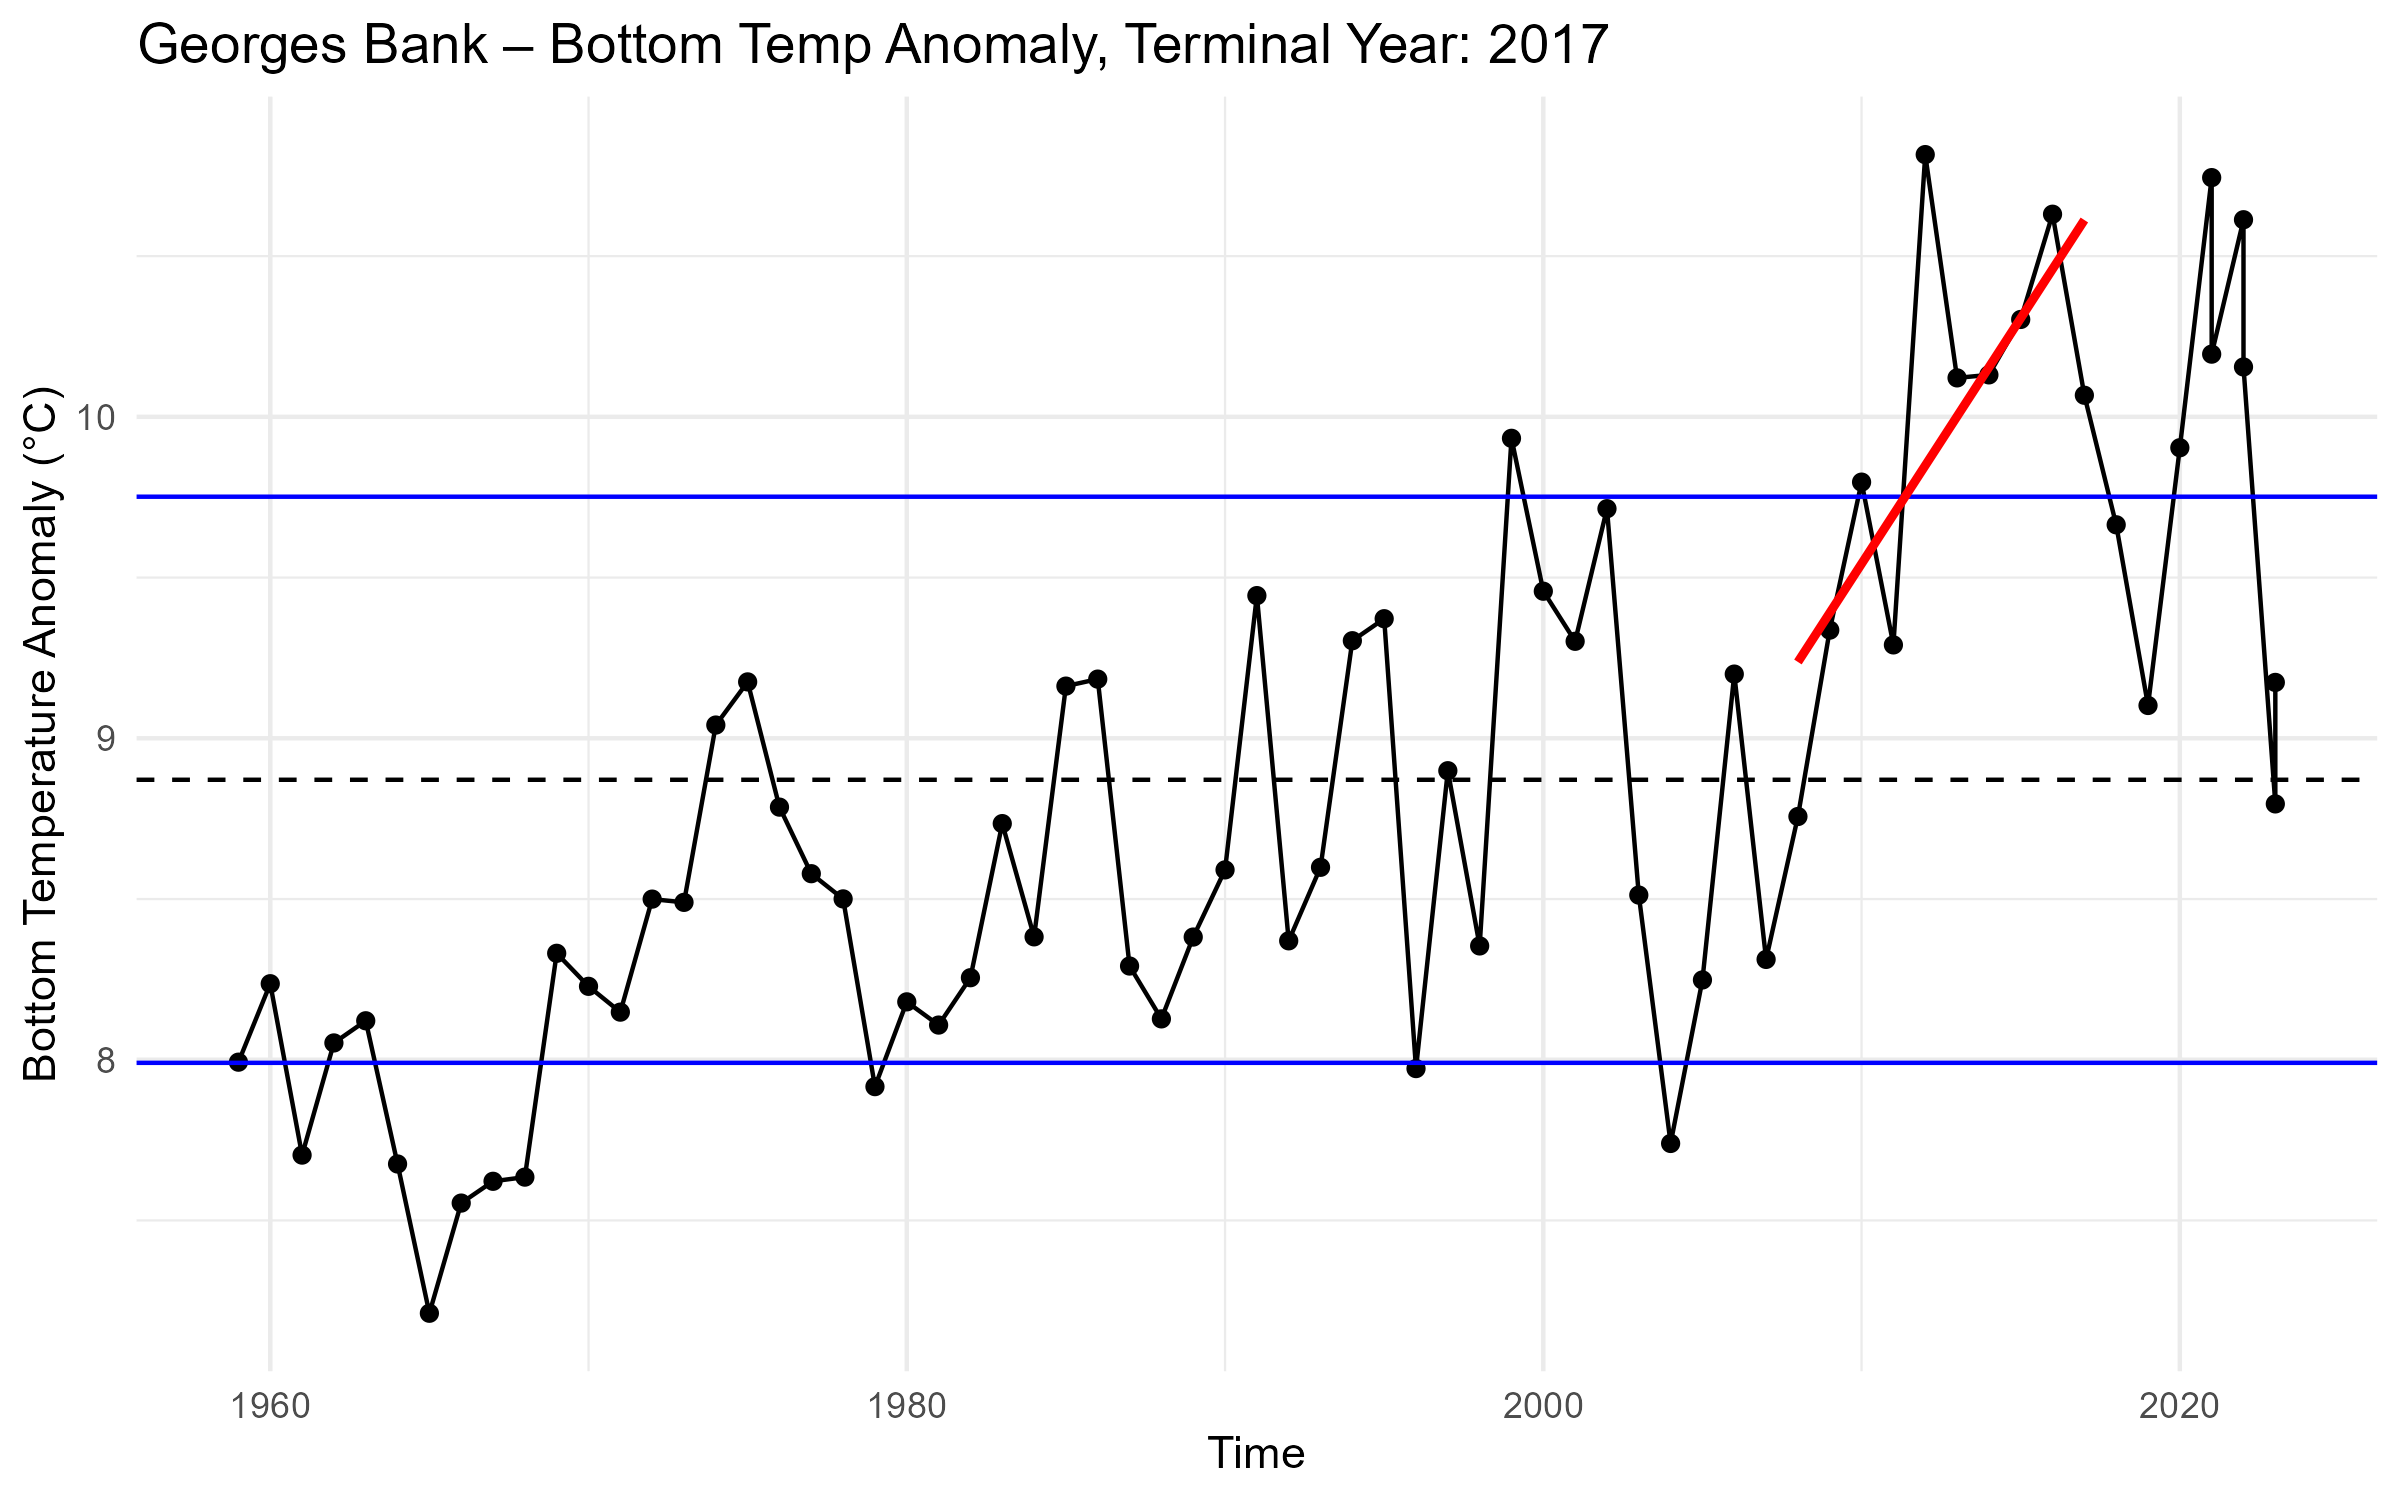 Georges Bank – Bottom Temp Anomaly, Terminal Year: 2017
Bottom Temperature Anomaly (°C)
10
9
8
1960
1980
2000
2020
Time